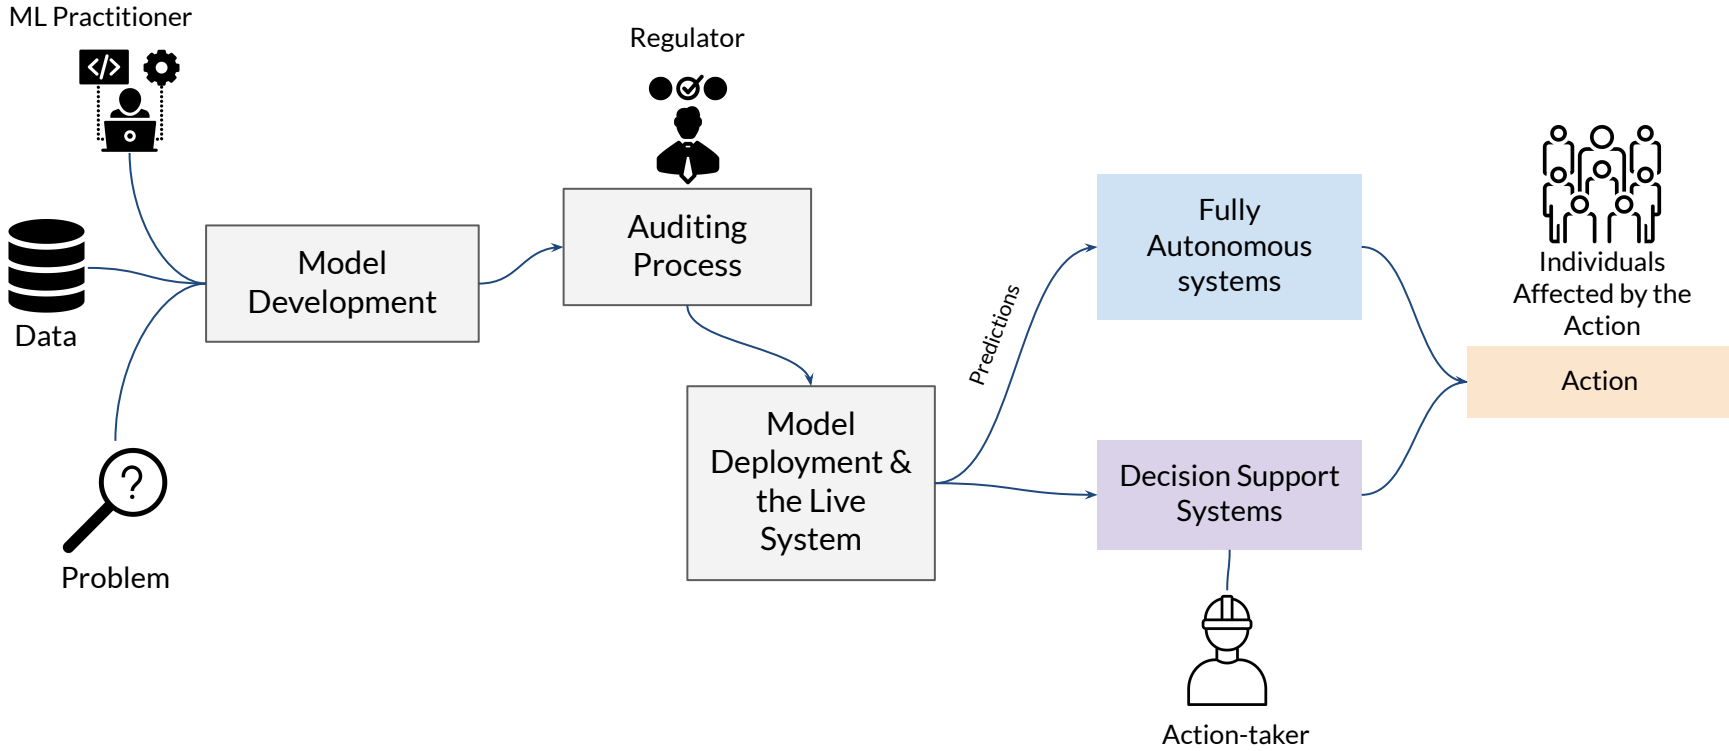 ML Practitioner
</>
Data
?
Problem
Model
Development
Regulator
Auditing
Process
Model
Deployment &
the Live
System
Predictions
Fully
Autonomous
systems
Decision Support
Systems
Action-taker
Individuals
Affected by the
Action
Action